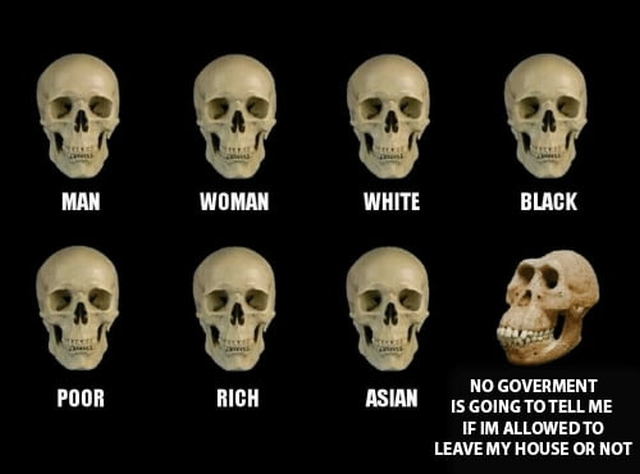 MAN
WOMAN
WHITE
BLACK
POOR
RICH
ASIAN
NO GOVERMENT
IS GOING TO TELL ME
IF IM ALLOWED TO
LEAVE MY HOUSE OR NOT